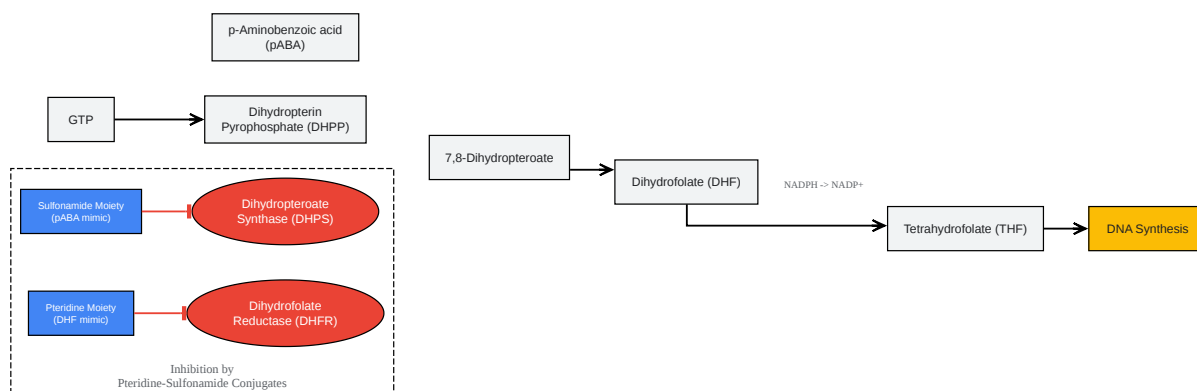 p-Aminobenzoic acid
(pABA)
GTP
Dihydropterin
Pyrophosphate (DHPP)
7,8-Dihydropteroate
Dihydrofolate (DHF)
NADPH -> NADP+
Tetrahydrofolate (THF)
DNA Synthesis
Sulfonamide Moiety
(pABA mimic)
Dihydropteroate
Synthase (DHPS)
Pteridine Moiety
(DHF mimic)
Dihydrofolate
Reductase (DHFR)
Inhibition by
Pteridine-Sulfonamide Conjugates